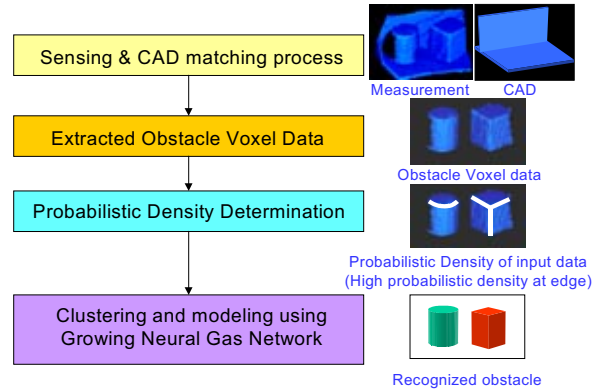 Sensing & CAD matching process
Measurement
CAD
Extracted Obstacle Voxel Data
Obstacle Voxel data
Probabilistic Density Determination
Probabilistic Density of input data
(High probabilistic density at edge)
Clustering and modeling using
Growing Neural Gas Network
Recognized obstacle